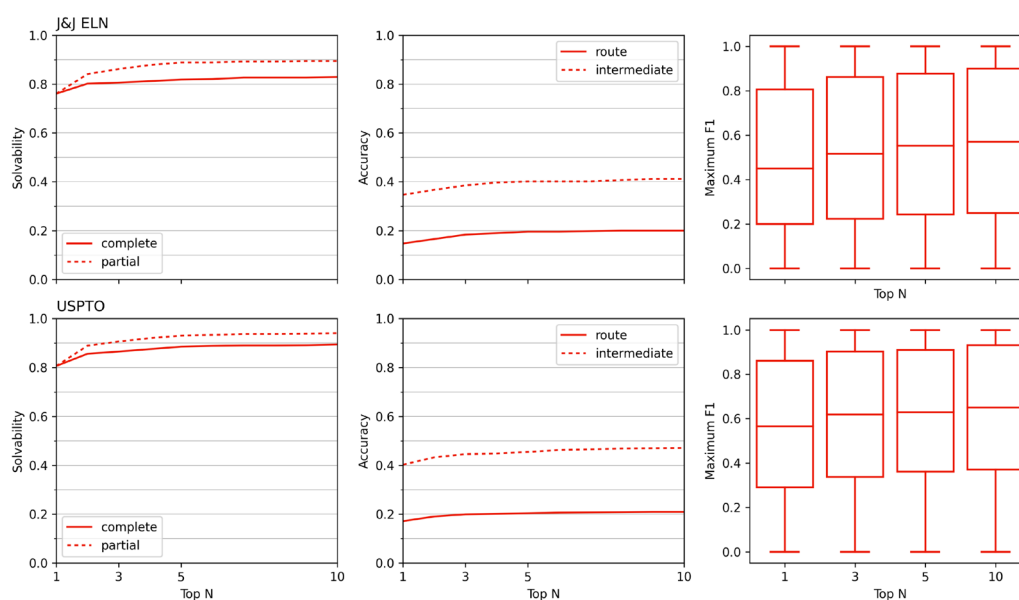 J&J ELN
1.0
0.8
0.6
0.4
0.2
0.0
Solvability
complete
partial
1.0
0.8
0.6
0.4
0.2
0.0
Accuracy
route
intermediate
1.0
0.8
0.6
0.4
0.2
0.0
Maximum F1
Top N
USPTO
1.0
0.8
0.6
0.4
0.2
0.0
Solvability
complete
partial
1 3 5 10
Top N
1.0
0.8
0.6
0.4
0.2
0.0
Accuracy
route
intermediate
1 3 5 10
Top N
1.0
0.8
0.6
0.4
0.2
0.0
Maximum F1
1 3 5 10
Top N